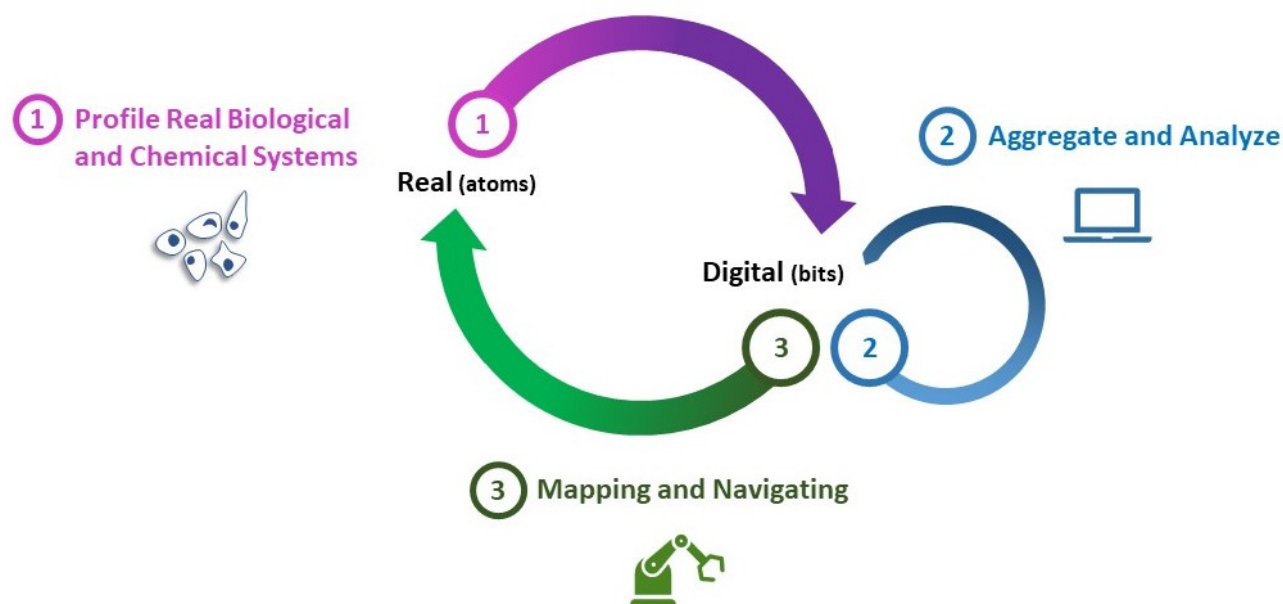 1 Profile Real Biological
and Chemical Systems
1
Real (atoms)
2 Aggregate and Analyze
Digital (bits)
3
2
3 Mapping and Navigating